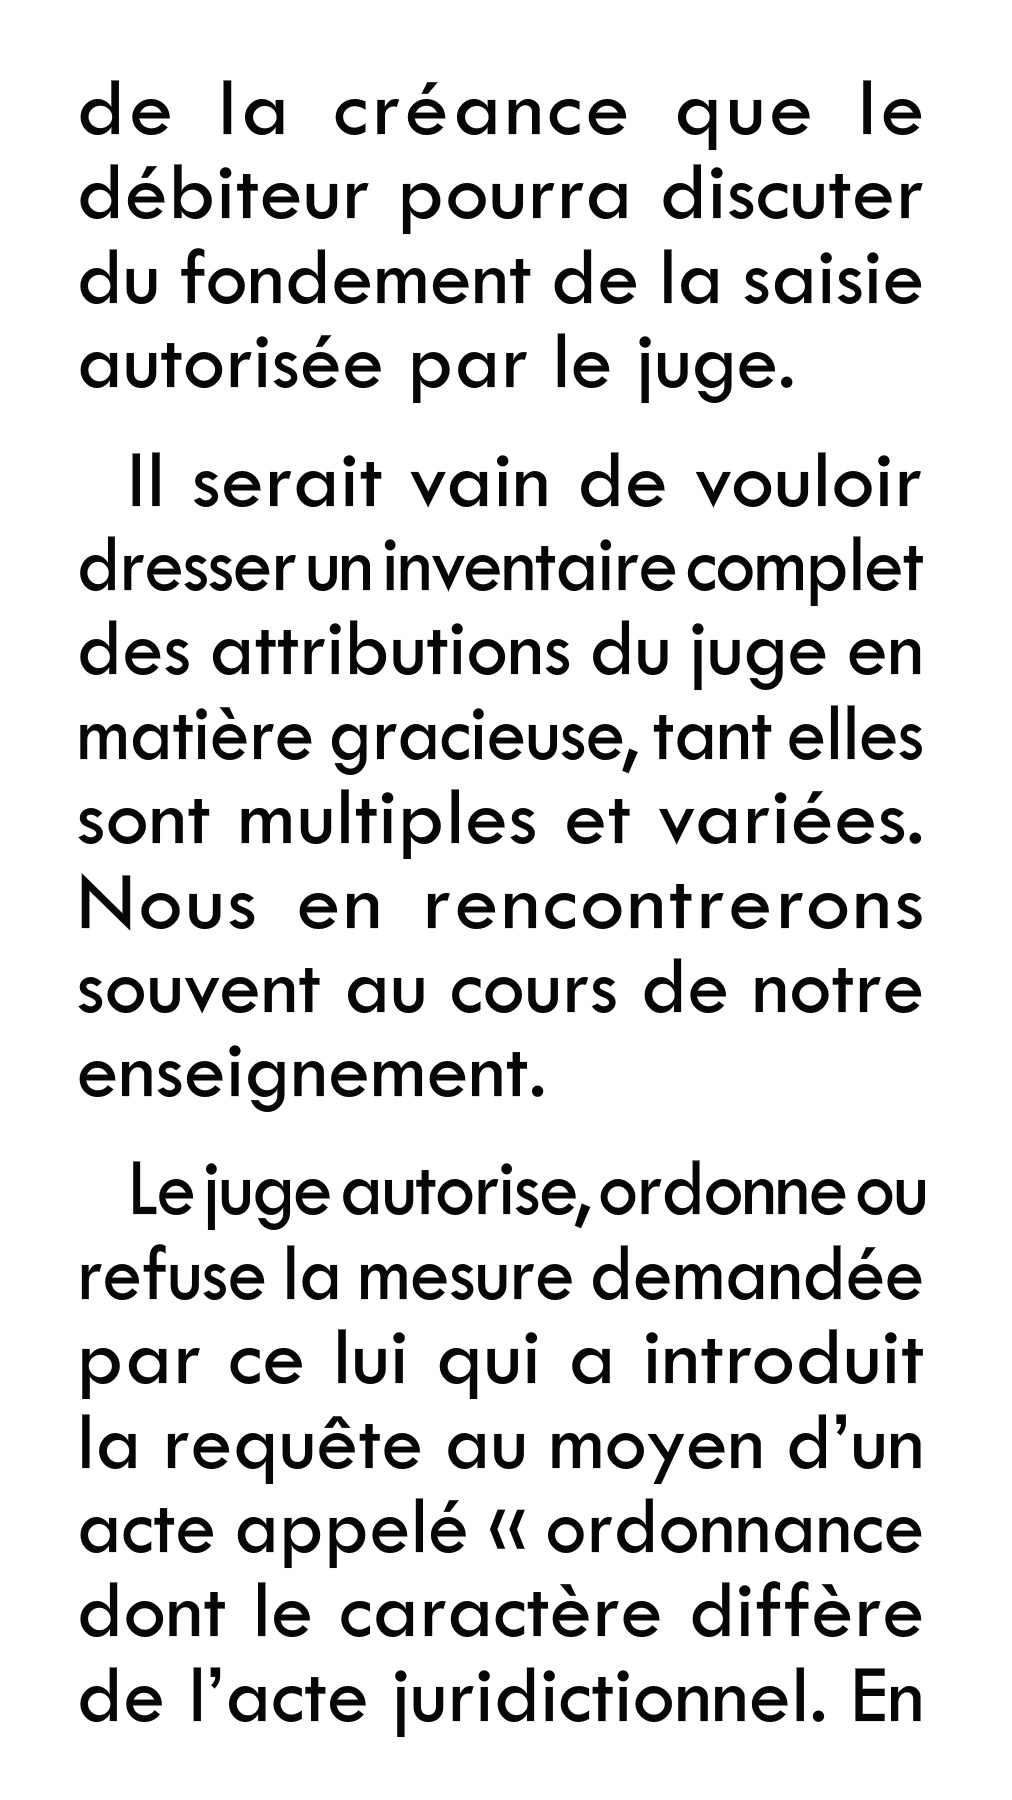 de la créance que le
débiteur pourra discuter
du fondement de la saisie
autorisée par le juge.
Il serait vain de vouloir
dresser un inventaire complet
des attributions du juge en
matière gracieuse, tant elles
sont multiples et variées.
Nous en rencontrerons
souvent au cours de notre
enseignement.
Le juge autorise, ordonne ou
refuse la mesure demandée
par ce lui qui a introduit
la requête au moyen d’un
acte appelé « ordonnance
dont le caractère diffère
de l’acte juridictionnel. En